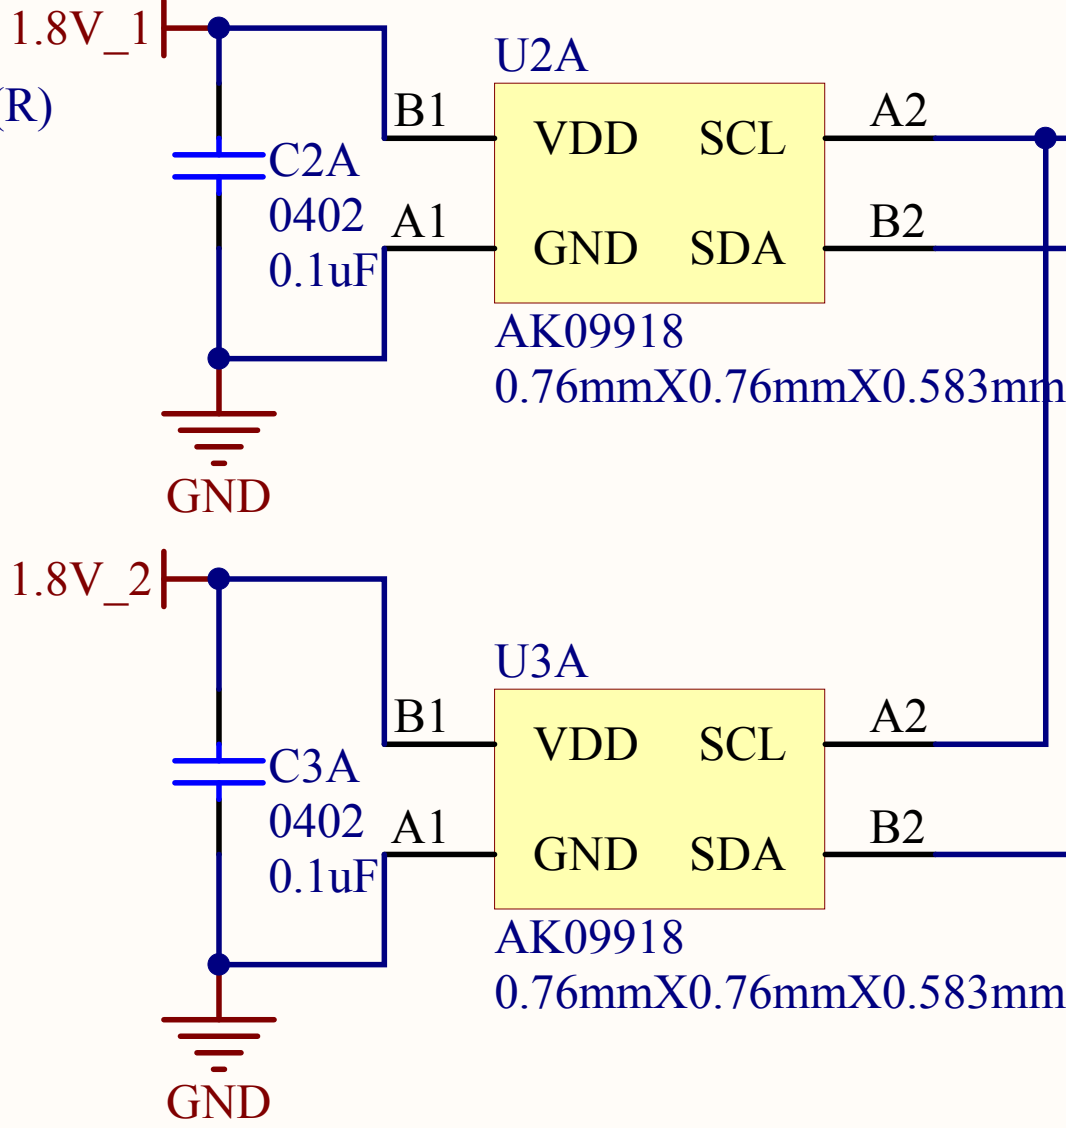 1.8V_1
(R)
U2A
B1
VDD
SCL
A2
C2A
0402
0.1uF
A1
GND
SDA
B2
AK09918
0.76mmX0.76mmX0.583mm
GND
1.8V_2
U3A
B1
VDD
SCL
A2
C3A
0402
0.1uF
A1
GND
SDA
B2
AK09918
0.76mmX0.76mmX0.583mm
GND